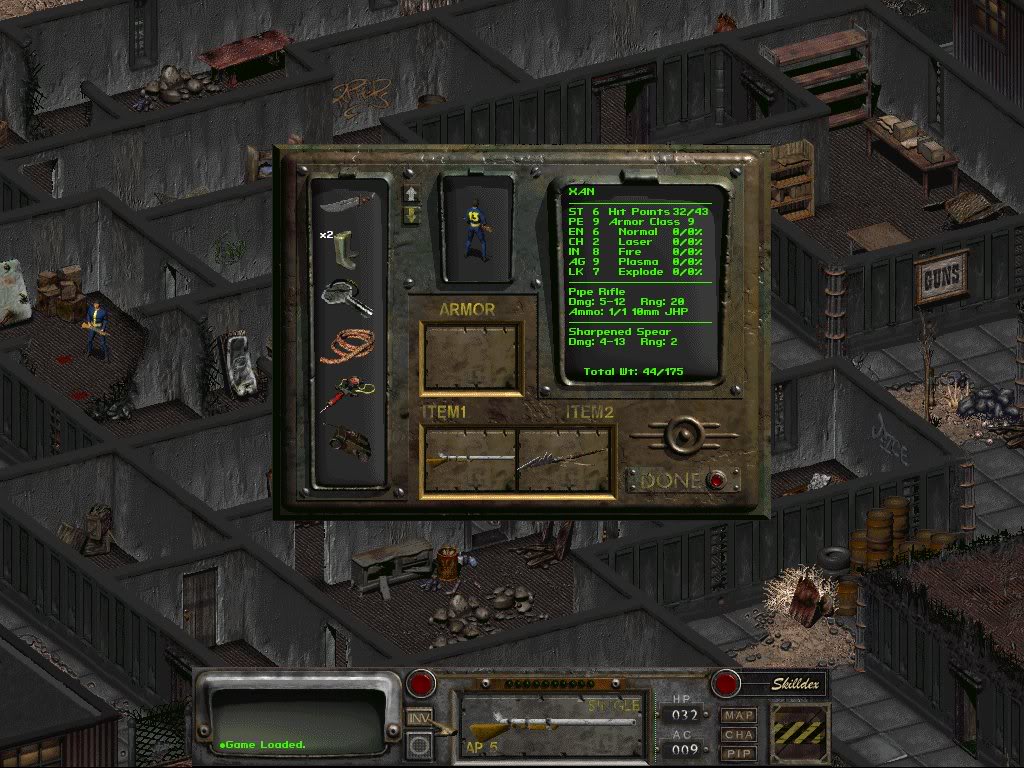 XAN
ST 6 Hit Points 32/43
PE 9 Armor Class 9
EN 6 Normal 0/0%
CH 2 Laser 0/0%
IN 8 Fire 0/0%
AG 9 Plasma 0/0%
LK 7 Explode 0/0%
Pipe Rifle
Dmg: 5-12 Rng: 20
Ammo: 1/1 10mm JHP
Sharpened Spear
Dmg: 4-13 Rng: 2
Total Wt: 44/175
x2
13
ARMOR
ITEM1 ITEM2
DONE
GUNS
Skilldex
SINGLE
HP
032
MAP
INV
AC
CHA
009
PIP
AP 5
•Game Loaded.